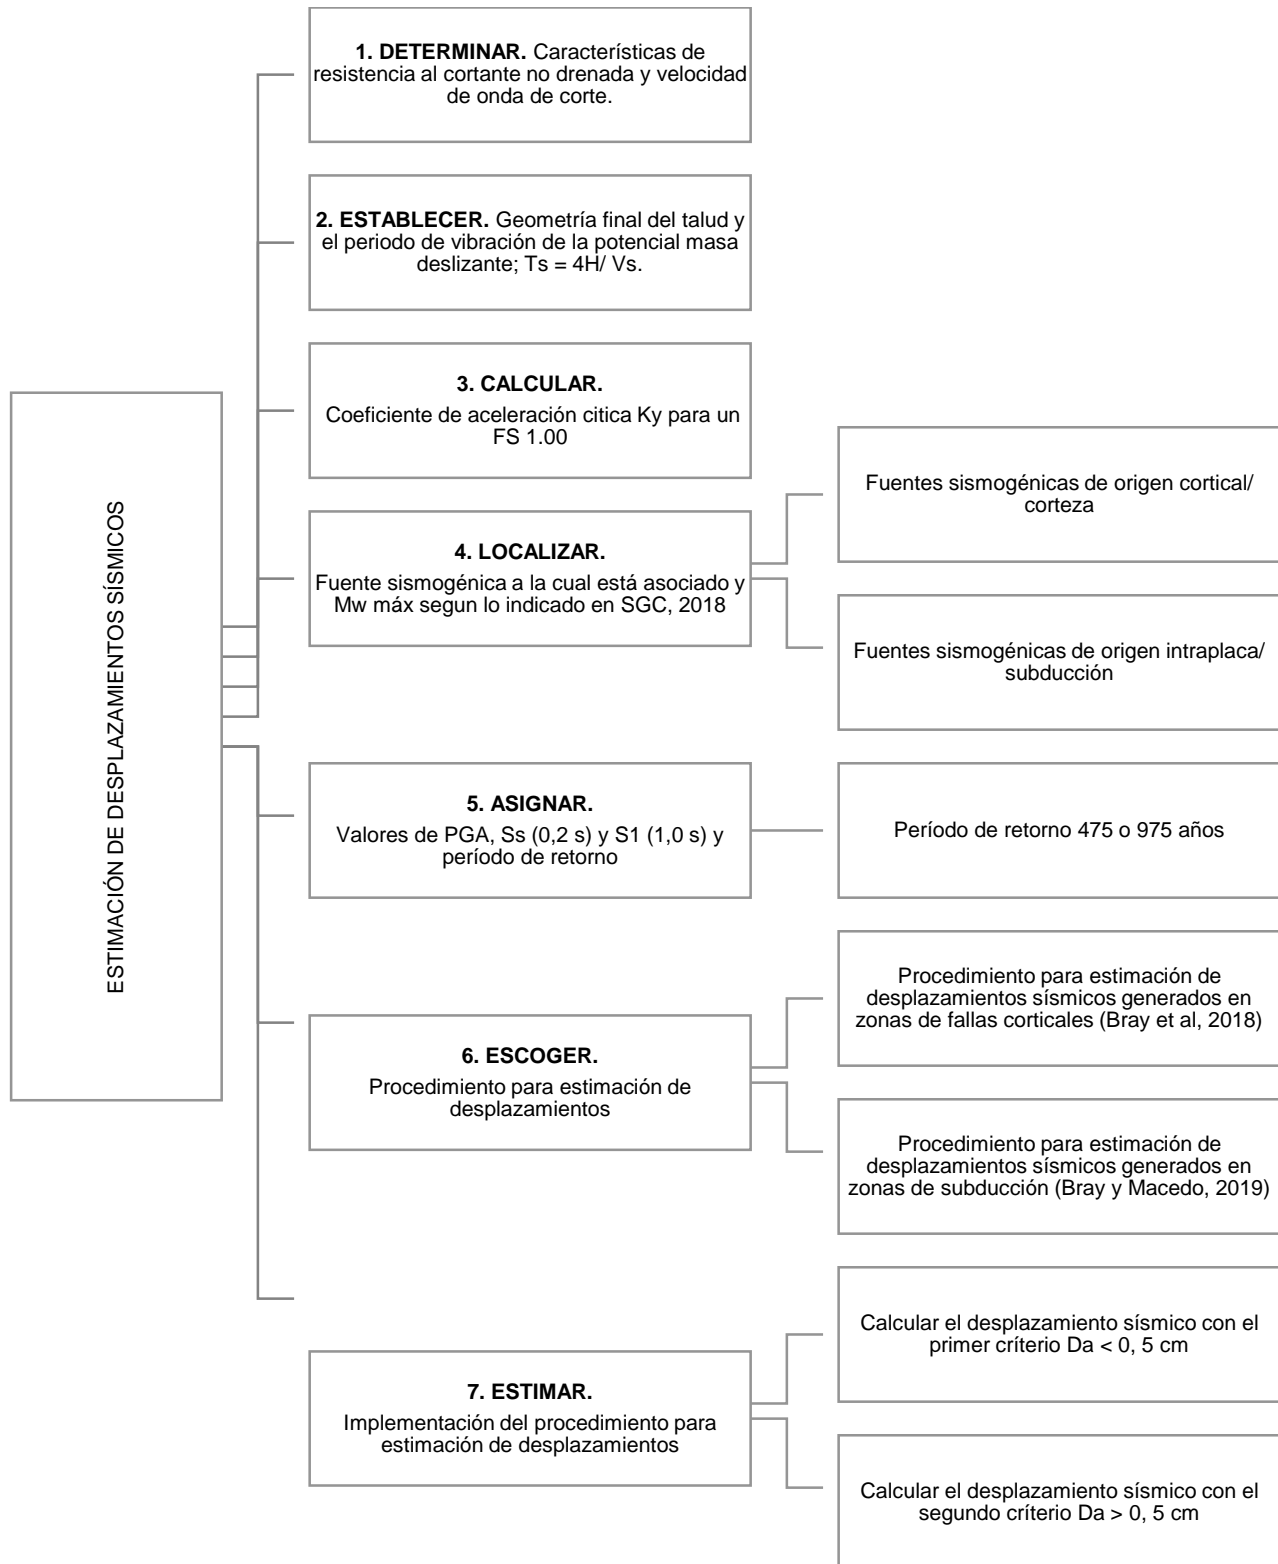 ESTIMACIÓN DE DESPLAZAMIENTOS SÍSMICOS
1. DETERMINAR. Características de
resistencia al cortante no drenada y velocidad
de onda de corte.
2. ESTABLECER. Geometría final del talud y
el periodo de vibración de la potencial masa
deslizante; Ts = 4H/ Vs.
3. CALCULAR.
Coeficiente de aceleración citica Ky para un
FS 1.00
4. LOCALIZAR.
Fuente sismogénica a la cual está asociado y
Mw máx segun lo indicado en SGC, 2018
Fuentes sismogénicas de origen cortical/
corteza
Fuentes sismogénicas de origen intraplaca/
subducción
5. ASIGNAR.
Valores de PGA, Ss (0,2 s) y S1 (1,0 s) y
período de retorno
Período de retorno 475 o 975 años
6. ESCOGER.
Procedimiento para estimación de
desplazamientos
Procedimiento para estimación de
desplazamientos sísmicos generados en
zonas de fallas corticales (Bray et al, 2018)
Procedimiento para estimación de
desplazamientos sísmicos generados en
zonas de subducción (Bray y Macedo, 2019)
7. ESTIMAR.
Implementación del procedimiento para
estimación de desplazamientos
Calcular el desplazamiento sísmico con el
primer críterio Da < 0, 5 cm
Calcular el desplazamiento sísmico con el
segundo críterio Da > 0, 5 cm